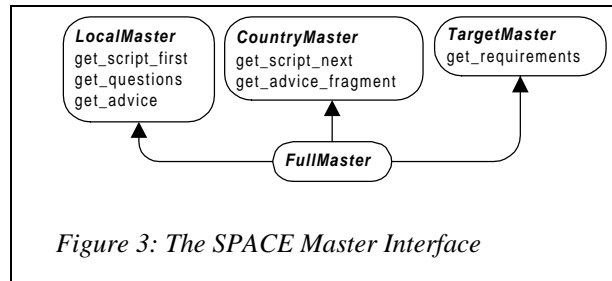 LocalMaster
get_script_first
get_questions
get_advice
CountryMaster
get_script_next
get_advice_fragment
TargetMaster
get_requirements
FullMaster
Figure 3: The SPACE Master Interface